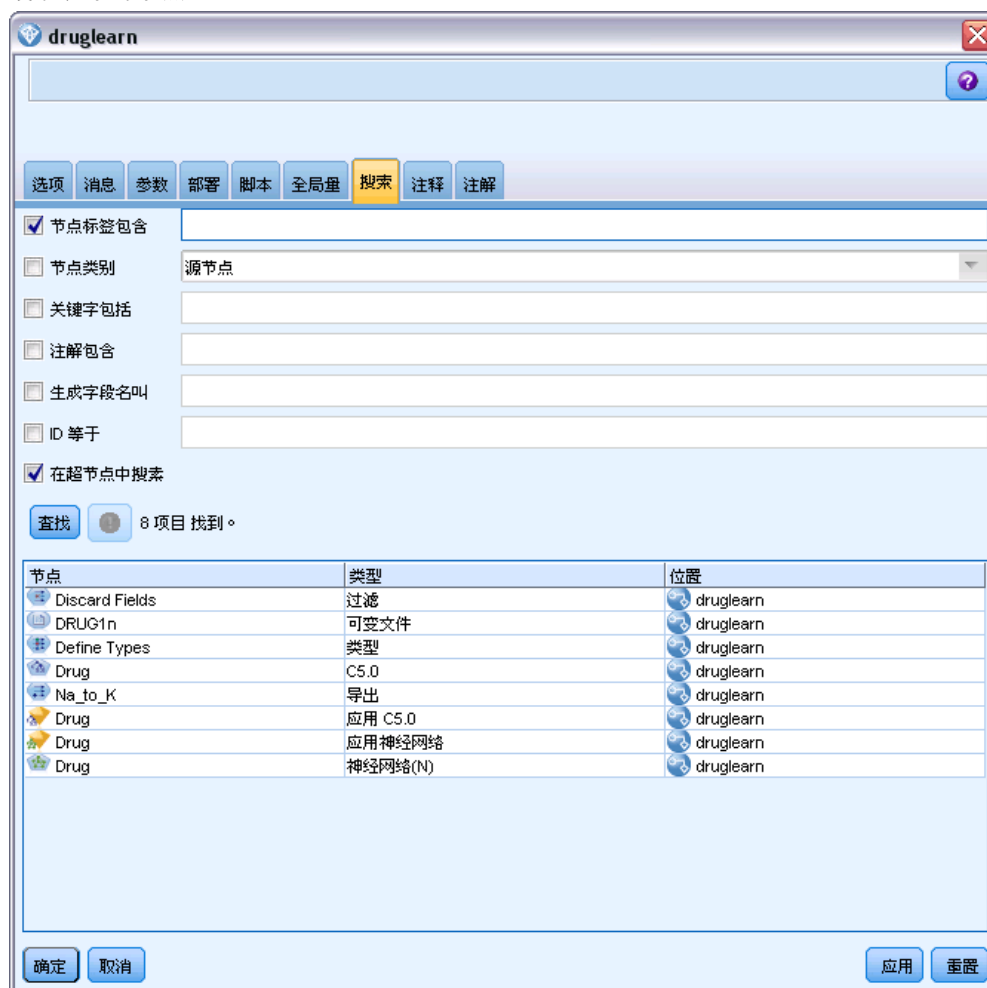 druglearn
选项 消息 参数 部署 脚本 全局量 搜索 注释 注解
节点标签包含
节点类别 源节点
关键字包括
注解包含
生成字段名叫
ID 等于
在超节点中搜索
查找 8 项目 找到。
节点 类型 位置
Discard Fields 过滤 druglearn
DRUG1n 可变文件 druglearn
Define Types 类型 druglearn
Drug C5.0 druglearn
Na_to_K 导出 druglearn
Drug 应用 C5.0 druglearn
Drug 应用神经网络 druglearn
Drug 神经网络(N) druglearn
确定 取消 应用 重置